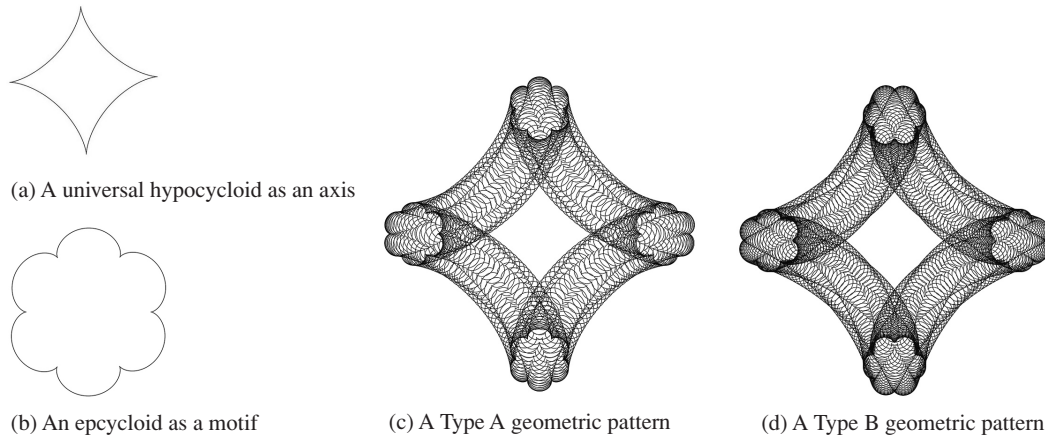 (a) A universal hypocycloid as an axis
(b) An epcycloid as a motif
(c) A Type A geometric pattern
(d) A Type B geometric pattern